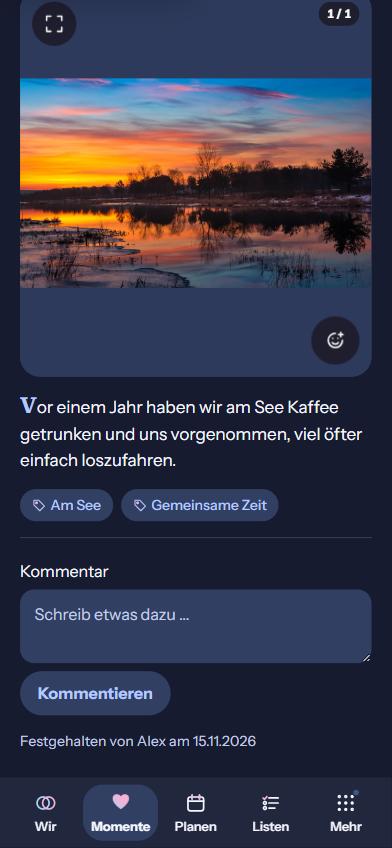 1 / 1
Vor einem Jahr haben wir am See Kaffee
getrunken und uns vorgenommen, viel öfter
einfach loszufahren.
Am See
Gemeinsame Zeit
Kommentar
Schreib etwas dazu ...
Kommentieren
Festgehalten von Alex am 15.11.2026
Wir
Momente
Planen
Listen
Mehr